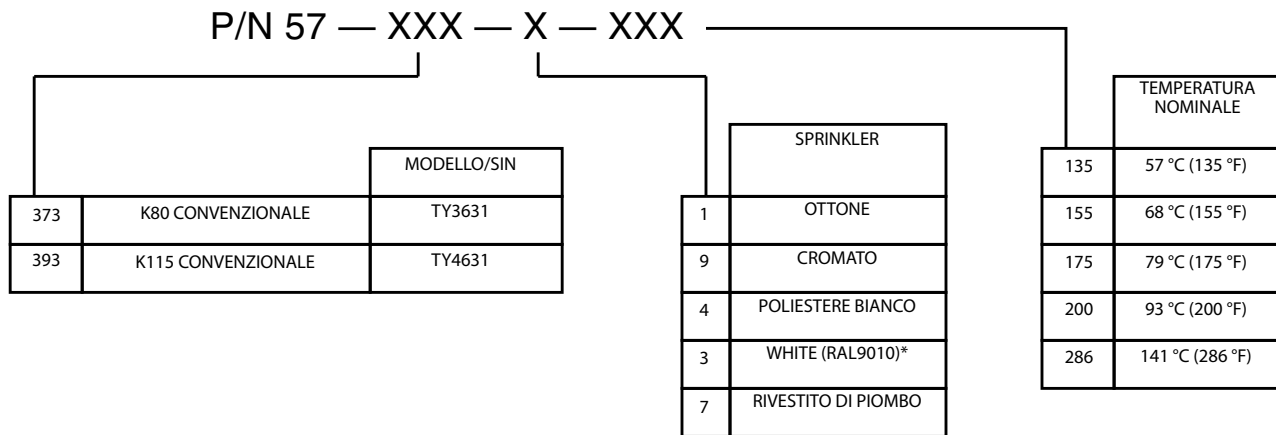 P/N 57 — XXX — X — XXX
MODELLO/SIN
373 K80 CONVENZIONALE TY3631
393 K115 CONVENZIONALE TY4631
SPRINKLER
1 OTTONE
9 CROMATO
4 POLIESTERE BIANCO
3 WHITE (RAL9010)*
7 RIVESTITO DI PIOMBO
TEMPERATURA
NOMINALE
135 57 °C (135 °F)
155 68 °C (155 °F)
175 79 °C (175 °F)
200 93 °C (200 °F)
286 141 °C (286 °F)